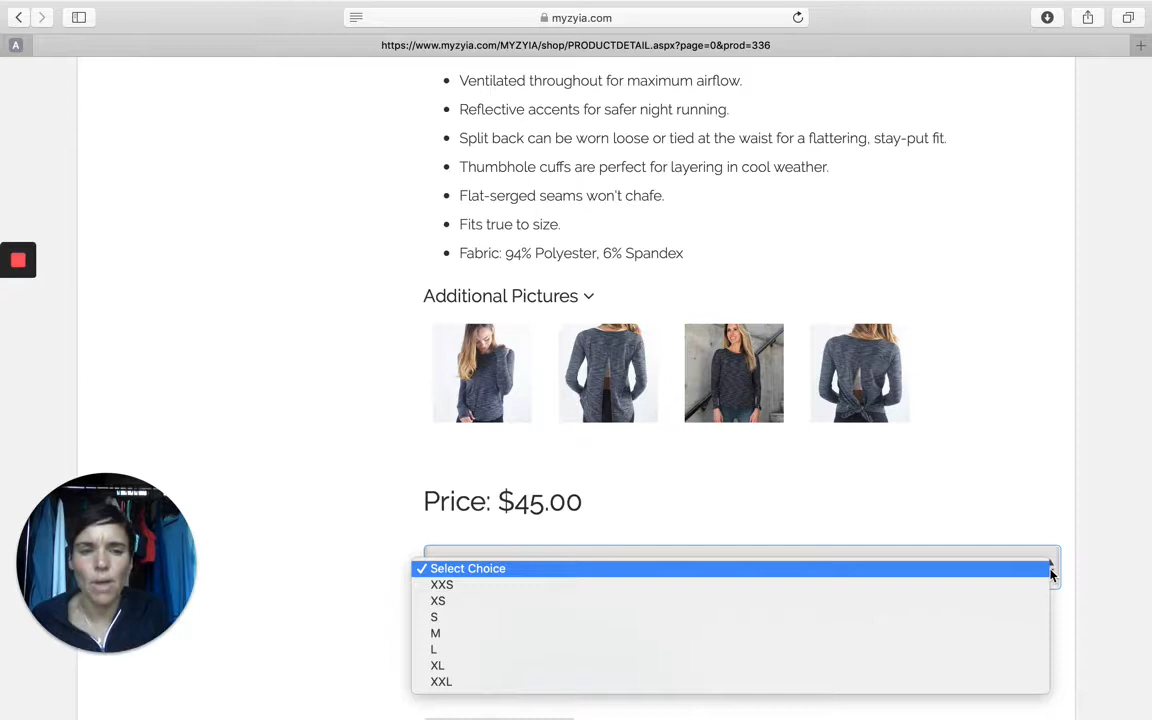 myzyia.com
https://www.myzyia.com/MYZYIA/shop/PRODUCTDETAIL.aspx?page=0&prod=336
A
Ventilated throughout for maximum airflow.
Reflective accents for safer night running.
Split back can be worn loose or tied at the waist for a flattering, stay-put fit.
Thumbhole cuffs are perfect for layering in cool weather.
Flat-serged seams won't chafe.
Fits true to size.
Fabric: 94% Polyester, 6% Spandex
Additional Pictures
Price: $45.00
Select Choice
XXS
XS
S
M
L
XL
XXL